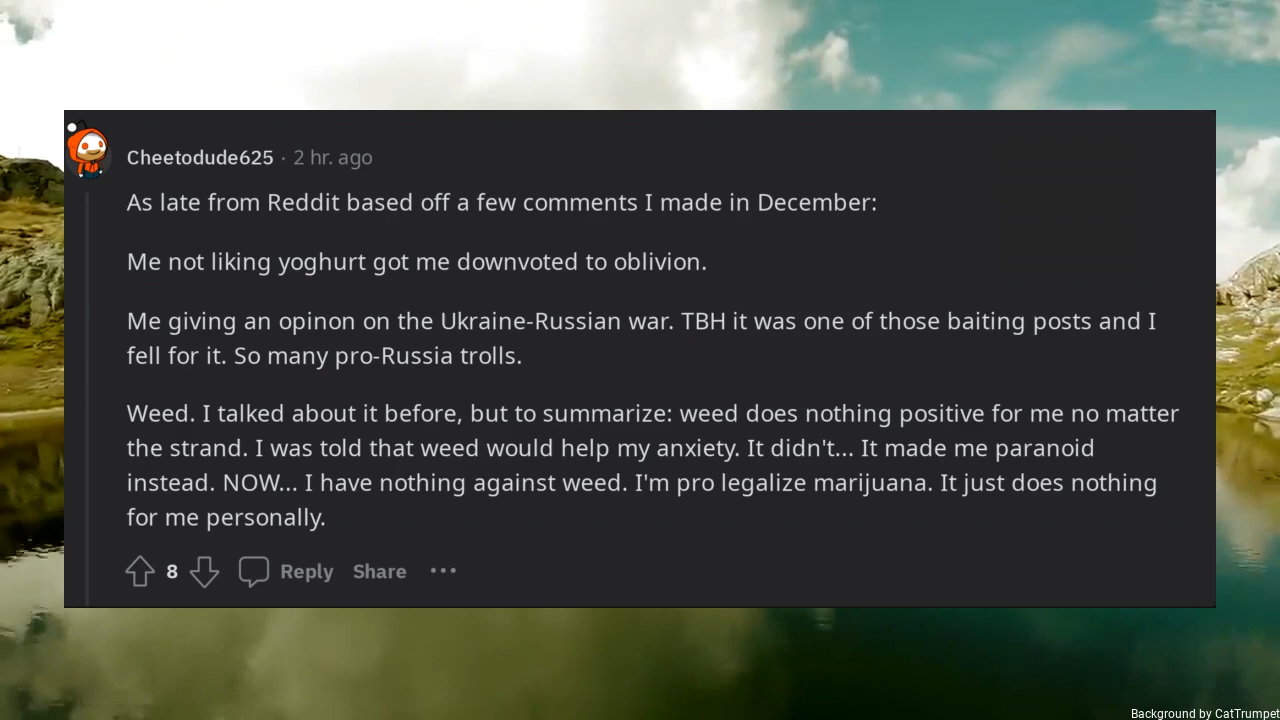 Cheetodude625 · 2 hr. ago
As late from Reddit based off a few comments I made in December:
Me not liking yoghurt got me downvoted to oblivion.
Me giving an opinon on the Ukraine-Russian war. TBH it was one of those baiting posts and I
fell for it. So many pro-Russia trolls.
Weed. I talked about it before, but to summarize: weed does nothing positive for me no matter
the strand. I was told that weed would help my anxiety. It didn't... It made me paranoid
instead. NOW... I have nothing against weed. I'm pro legalize marijuana. It just does nothing
for me personally.
8 Reply Share ...
Background by CatTrumpet